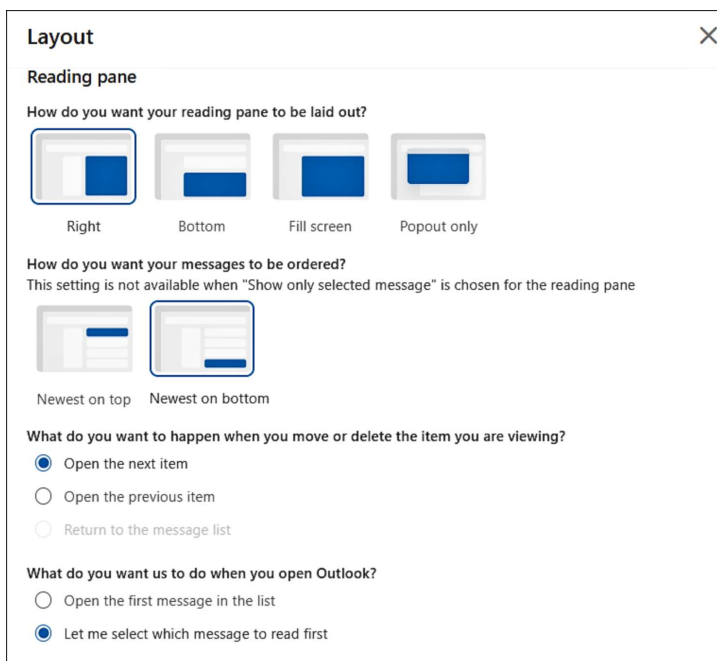 Layout
Reading pane
How do you want your reading pane to be laid out?
Right Bottom Fill screen Popout only
How do you want your messages to be ordered?
This setting is not available when "Show only selected message" is chosen for the reading pane
Newest on top Newest on bottom
What do you want to happen when you move or delete the item you are viewing?
Open the next item
Open the previous item
Return to the message list
What do you want us to do when you open Outlook?
Open the first message in the list
Let me select which message to read first